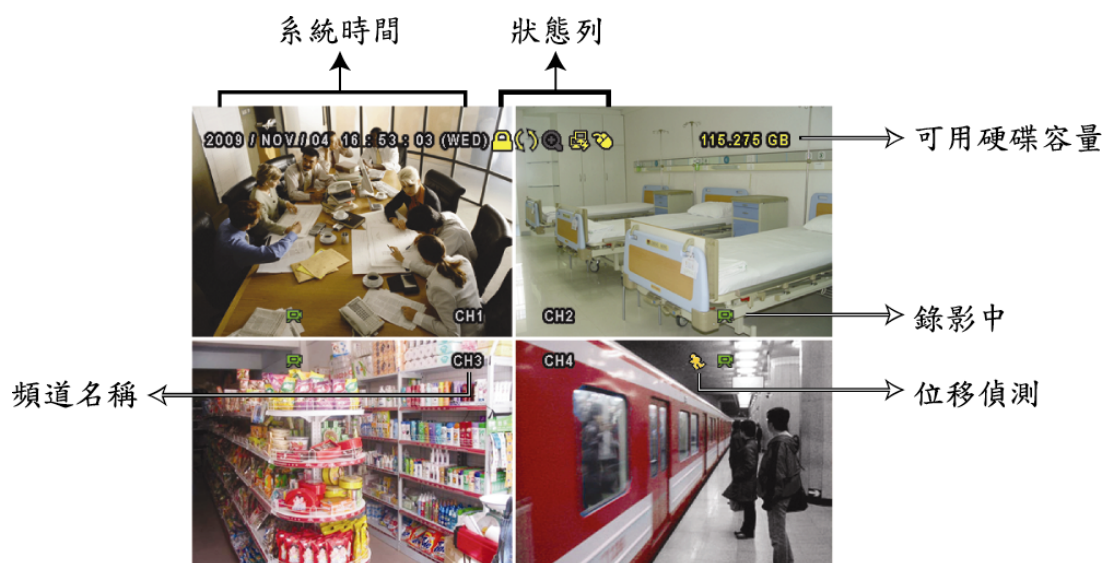 系統時間
狀態列
2009 / NOV / 04 16 : 53 : 03 (WED)
115.275 GB
可用硬碟容量
CH1
CH2
錄影中
CH3
CH4
頻道名稱
位移偵測